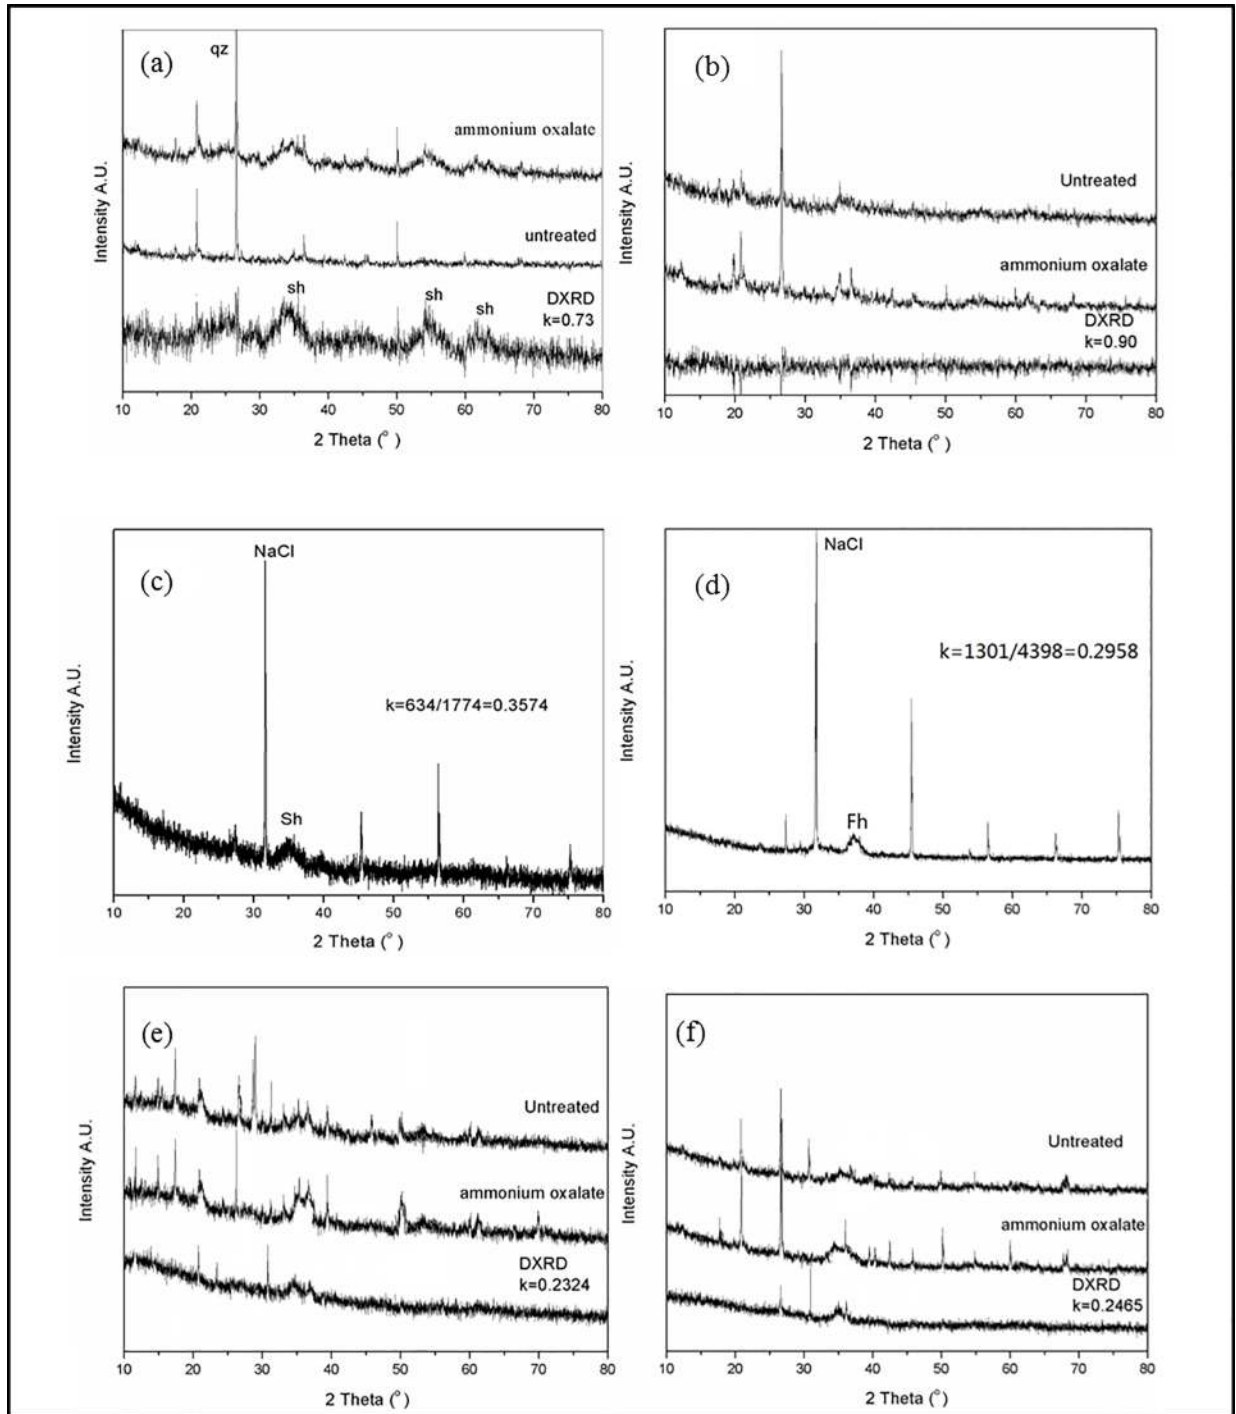 (a)
qz
ammonium oxalate
untreated
sh
sh
sh
DXRD
k=0.73
Intensity A.U.
10 20 30 40 50 60 70 80
2 Theta (°)
(b)
Untreated
ammonium oxalate
DXRD
k=0.90
Intensity A.U.
10 20 30 40 50 60 70 80
2 Theta (°)
(c)
NaCl
k=634/1774=0.3574
Sh
Intensity A.U.
10 20 30 40 50 60 70 80
2 Theta (°)
(d)
NaCl
k=1301/4398=0.2958
Fh
Intensity A.U.
10 20 30 40 50 60 70 80
2 Theta (°)
(e)
Untreated
ammonium oxalate
DXRD
k=0.2324
Intensity A.U.
10 20 30 40 50 60 70 80
2 Theta (°)
(f)
Untreated
ammonium oxalate
DXRD
k=0.2465
Intensity A.U.
10 20 30 40 50 60 70 80
2 Theta (°)